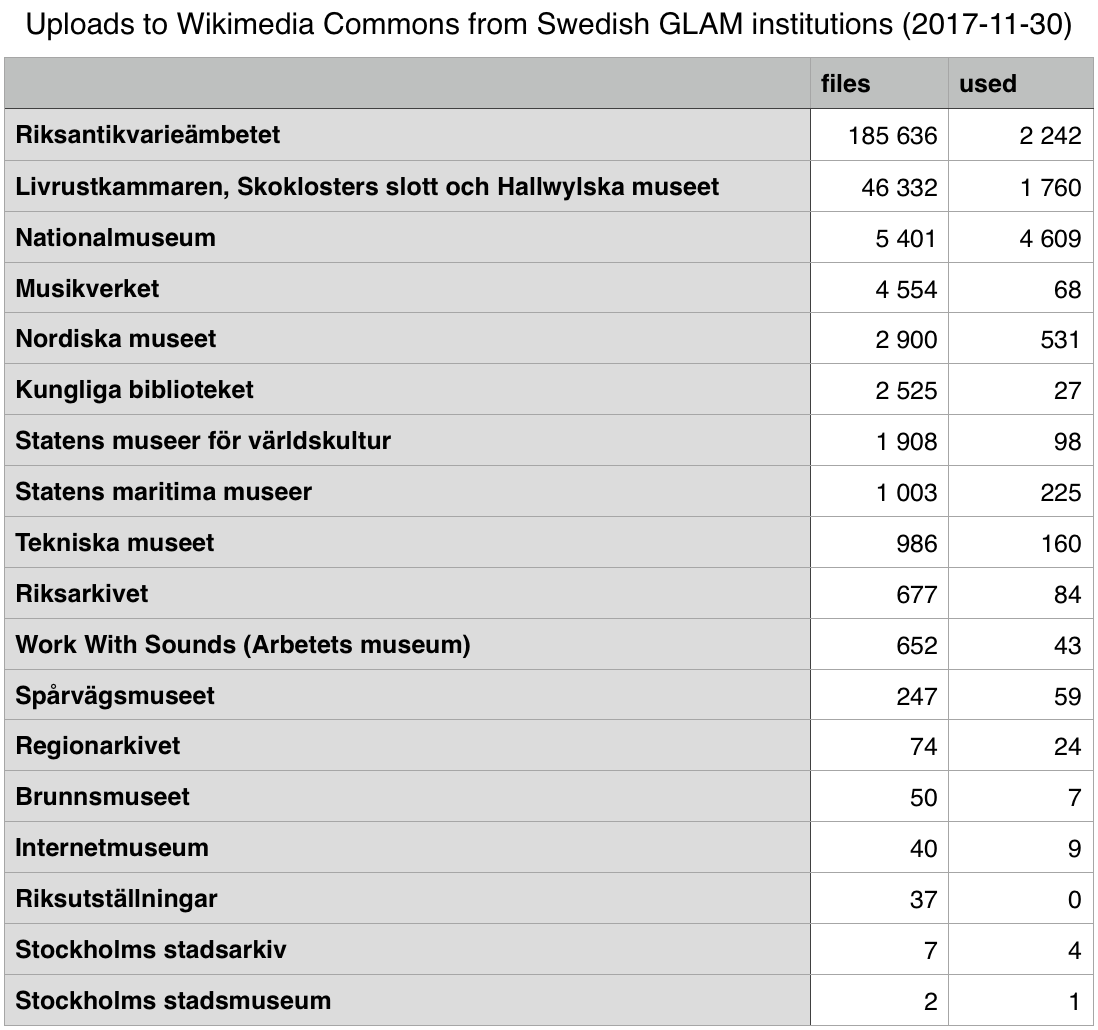 Uploads to Wikimedia Commons from Swedish GLAM institutions (2017-11-30)
files used
Riksantikvarieämbetet 185 636 2 242
Livrustkammaren, Skoklosters slott och Hallwylska museet 46 332 1 760
Nationalmuseum 5 401 4 609
Musikverket 4 554 68
Nordiska museet 2 900 531
Kungliga biblioteket 2 525 27
Statens museer för världskultur 1 908 98
Statens maritima museer 1 003 225
Tekniska museet 986 160
Riksarkivet 677 84
Work With Sounds (Arbetets museum) 652 43
Spårvägsmuseet 247 59
Regionarkivet 74 24
Brunnsmuseet 50 7
Internetmuseum 40 9
Riksutställningar 37 0
Stockholms stadsarkiv 7 4
Stockholms stadsmuseum 2 1